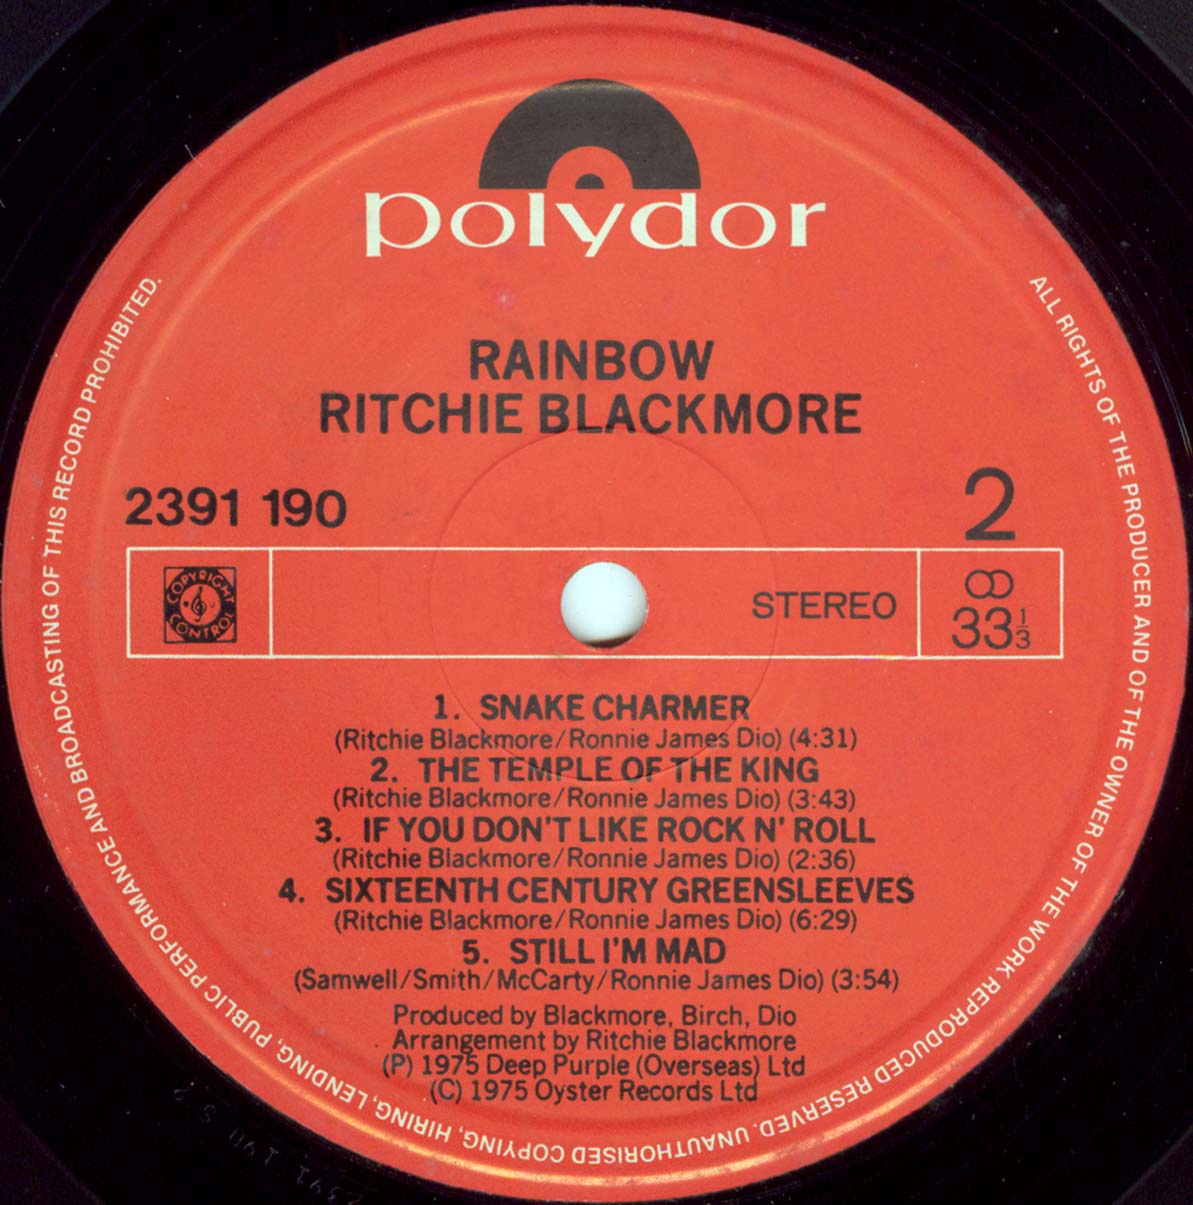 polydor
RAINBOW
RITCHIE BLACKMORE
2391 190
2
COPYRIGHT
CONTROL
STEREO
33 1/3
1. SNAKE CHARMER
(Ritchie Blackmore/Ronnie James Dio) (4:31)
2. THE TEMPLE OF THE KING
(Ritchie Blackmore/Ronnie James Dio) (3:43)
3. IF YOU DON'T LIKE ROCK N' ROLL
(Ritchie Blackmore/Ronnie James Dio) (2:36)
4. SIXTEENTH CENTURY GREENSLEEVES
(Ritchie Blackmore/Ronnie James Dio) (6:29)
5. STILL I'M MAD
(Samwell/Smith/McCarty/Ronnie James Dio) (3:54)
Produced by Blackmore, Birch, Dio
Arrangement by Ritchie Blackmore
(P) 1975 Deep Purple (Overseas) Ltd
(C) 1975 Oyster Records Ltd
ALL RIGHTS OF THE PRODUCER AND OF THE OWNER OF THE WORK REPRODUCED RESERVED. UNAUTHORISED COPYING, HIRING, LENDING, PUBLIC PERFORMANCE AND BROADCASTING OF THIS RECORD PROHIBITED.